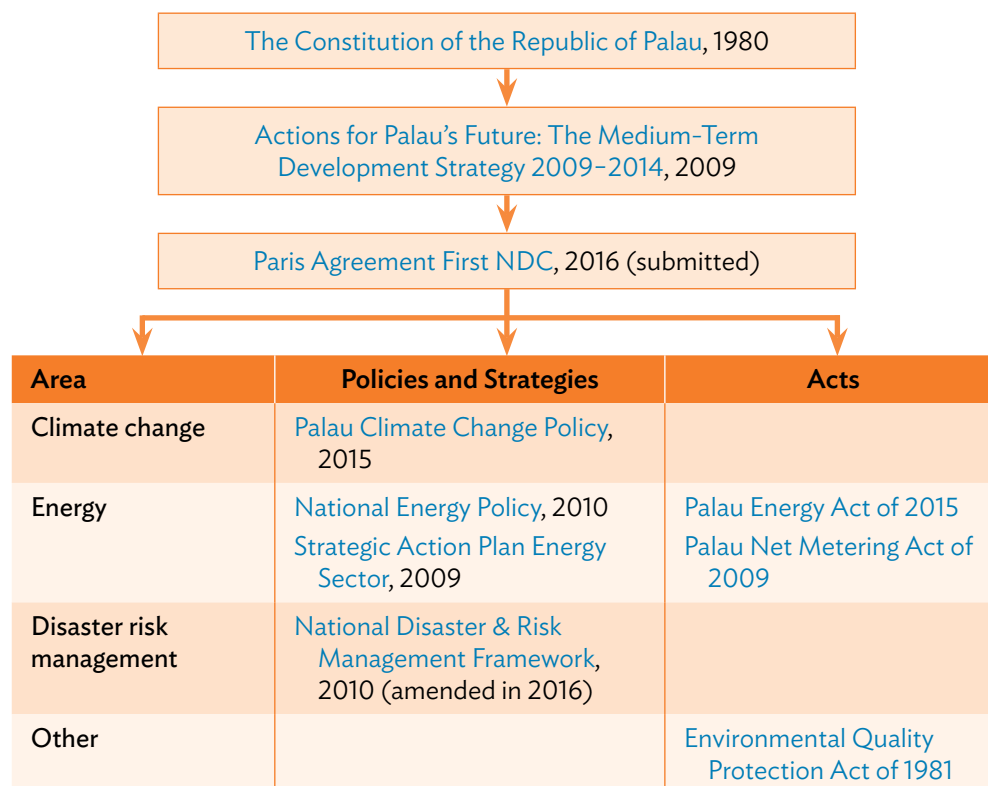 The Constitution of the Republic of Palau, 1980
Actions for Palau's Future: The Medium-Term
Development Strategy 2009–2014, 2009
Paris Agreement First NDC, 2016 (submitted)
Area Policies and Strategies Acts
Climate change
Palau Climate Change Policy,
2015
Energy
National Energy Policy, 2010
Strategic Action Plan Energy
Sector, 2009
Palau Energy Act of 2015
Palau Net Metering Act of
2009
Disaster risk
management
National Disaster & Risk
Management Framework,
2010 (amended in 2016)
Other
Environmental Quality
Protection Act of 1981